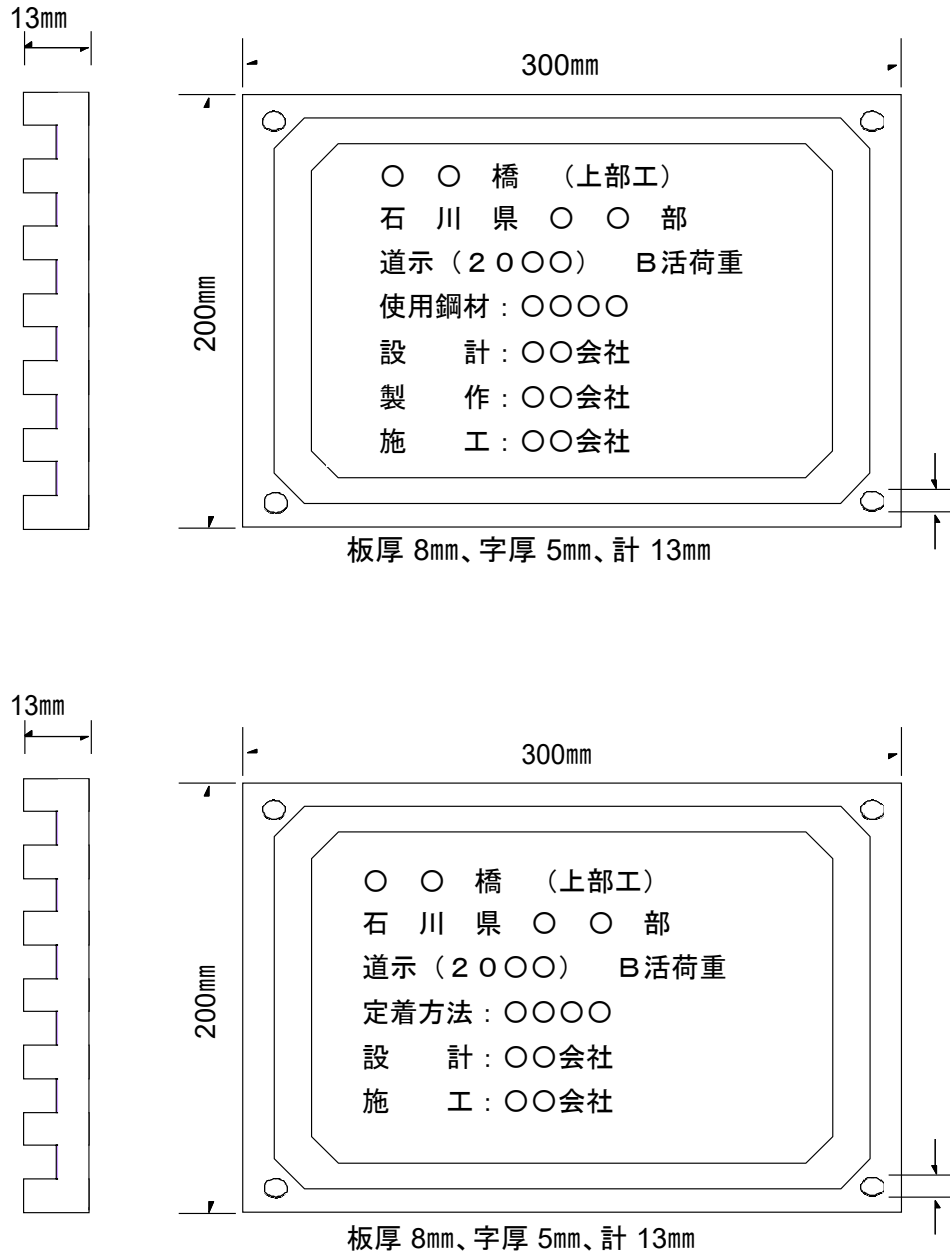 13㎜
300㎜
200㎜
○ ○ 橋 （上部工）
石 川 県 ○ ○ 部
道示（２０○○） Ｂ活荷重
使用鋼材：○○○○
設 計：○○会社
製 作：○○会社
施 工：○○会社
板厚 8㎜、字厚 5㎜、計 13㎜
13㎜
300㎜
200㎜
○ ○ 橋 （上部工）
石 川 県 ○ ○ 部
道示（２０○○） Ｂ活荷重
定着方法：○○○○
設 計：○○会社
施 工：○○会社
板厚 8㎜、字厚 5㎜、計 13㎜